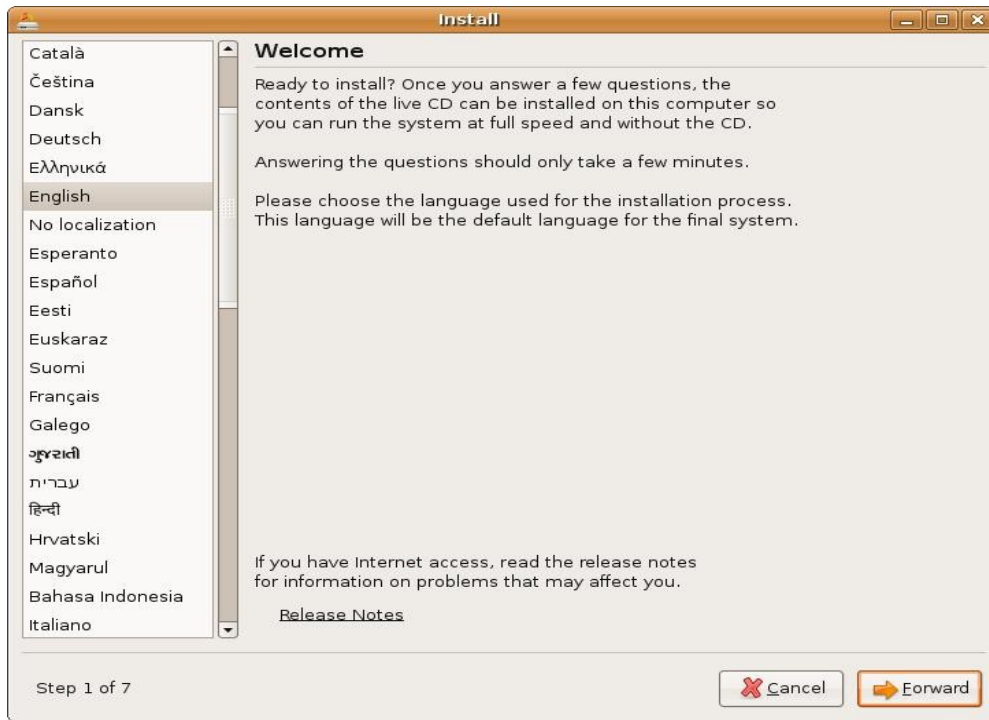 Install
Català
Čeština
Dansk
Deutsch
Ελληνικά
English
No localization
Esperanto
Español
Eesti
Euskaraz
Suomi
Français
Galego
ગુજરાતી
עברית
हिन्दी
Hrvatski
Magyarul
Bahasa Indonesia
Italiano
Welcome
Ready to install? Once you answer a few questions, the
contents of the live CD can be installed on this computer so
you can run the system at full speed and without the CD.
Answering the questions should only take a few minutes.
Please choose the language used for the installation process.
This language will be the default language for the final system.
If you have Internet access, read the release notes
for information on problems that may affect you.
Release Notes
Step 1 of 7
Cancel
Forward